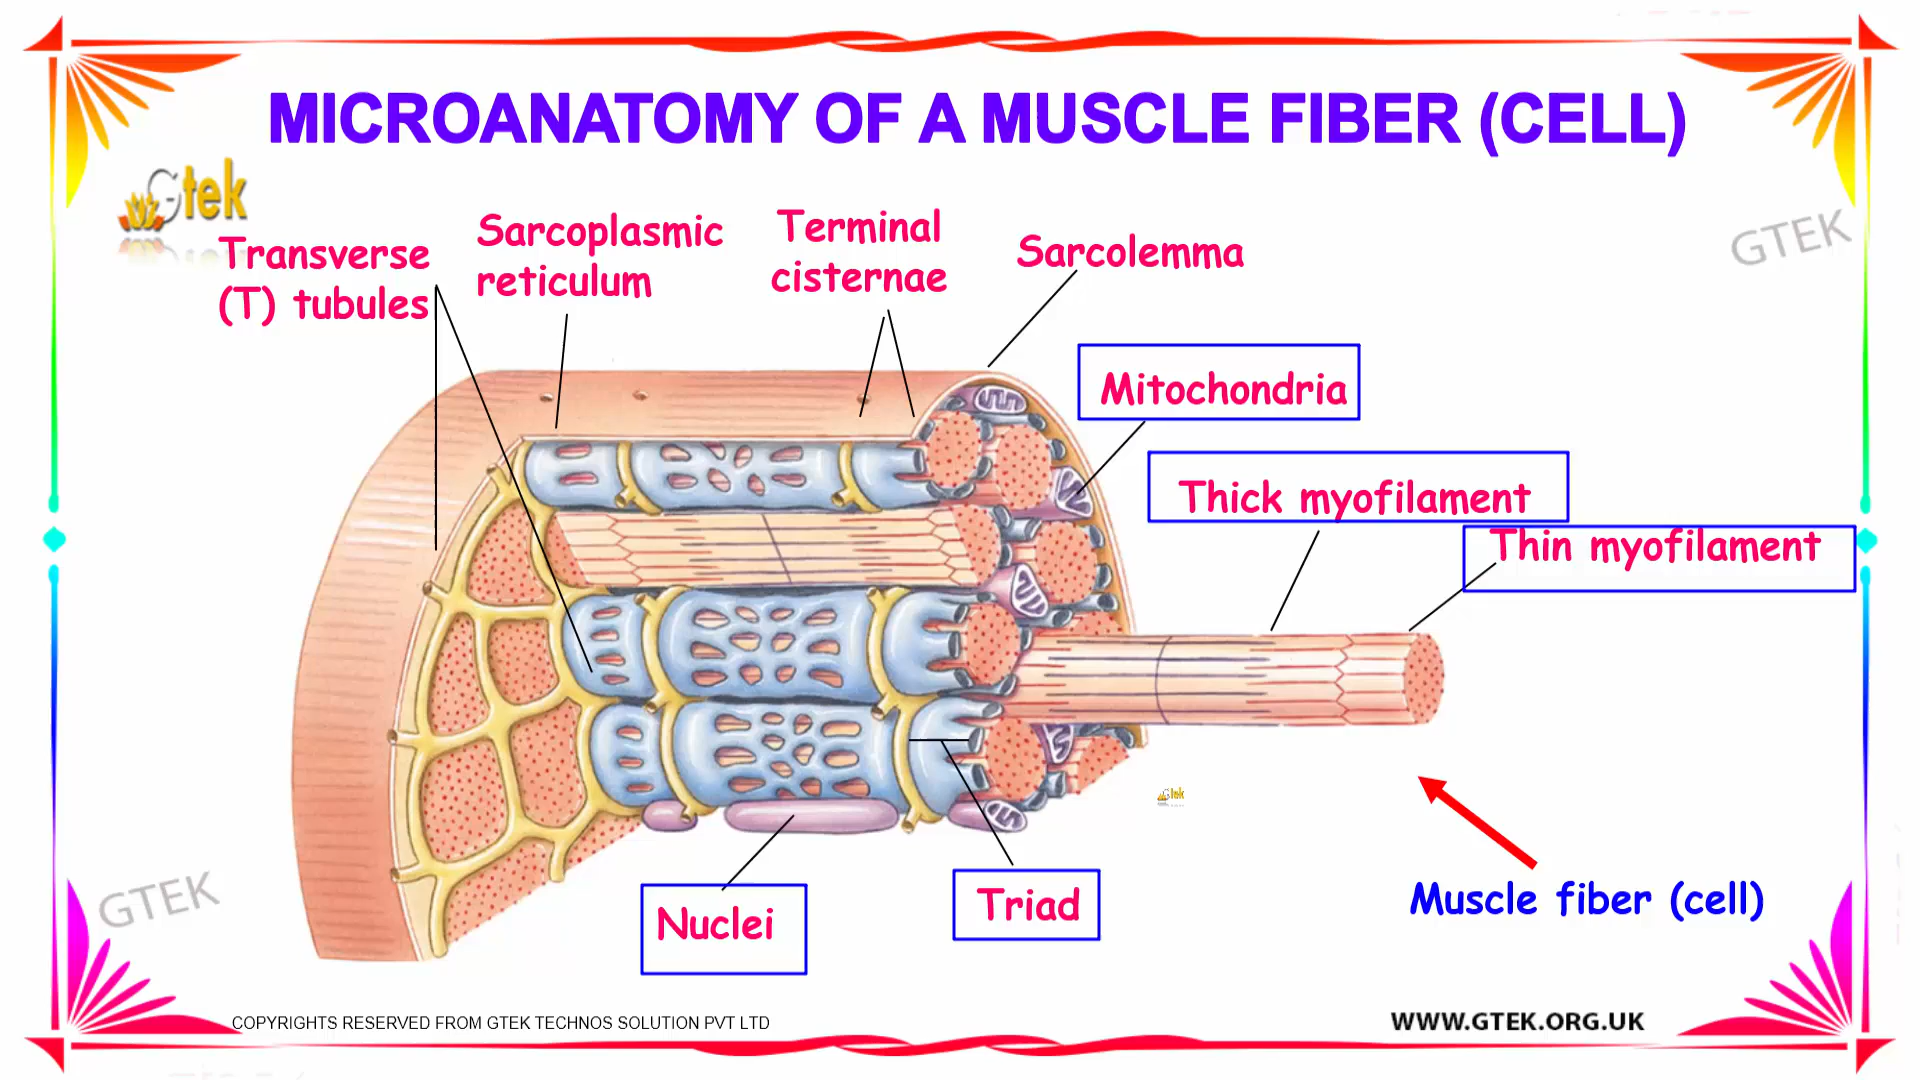 MICROANATOMY OF A MUSCLE FIBER (CELL)
Gtek
GTEK
Transverse
(T) tubules
Sarcoplasmic
reticulum
Terminal
cisternae
Sarcolemma
Mitochondria
Thick myofilament
Thin myofilament
Gtek
Muscle fiber (cell)
Nuclei
Triad
GTEK
COPYRIGHTS RESERVED FROM GTEK TECHNOS SOLUTION PVT LTD
WWW.GTEK.ORG.UK